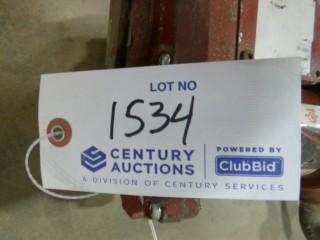 LOT NO
1534
CENTURY AUCTIONS
POWERED BY
ClubBid
A DIVISION OF CENTURY SERVICES